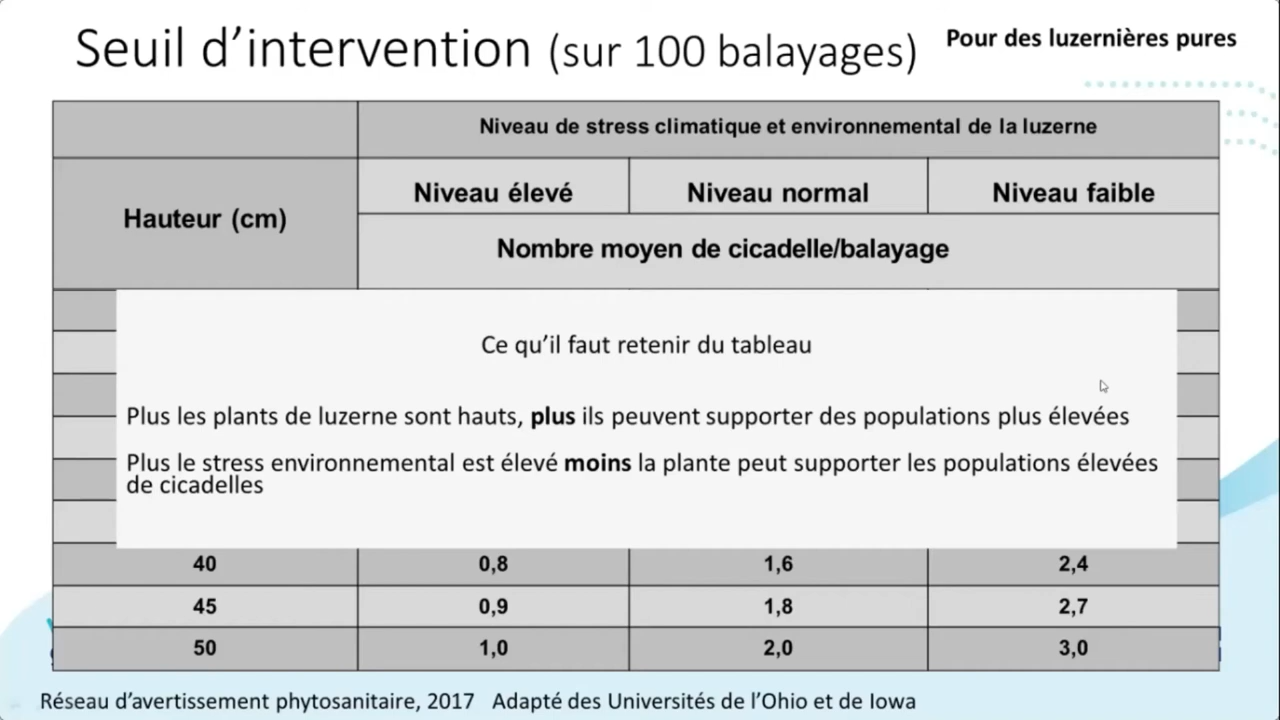 Seuil d’intervention (sur 100 balayages)
Pour des luzernières pures
Niveau de stress climatique et environnemental de la luzerne
Hauteur (cm)
Niveau élevé Niveau normal Niveau faible
Nombre moyen de cicadelle/balayage
Ce qu’il faut retenir du tableau
Plus les plants de luzerne sont hauts, plus ils peuvent supporter des populations plus élevées
Plus le stress environnemental est élevé moins la plante peut supporter les populations élevées
de cicadelles
40 0,8 1,6 2,4
45 0,9 1,8 2,7
50 1,0 2,0 3,0
Réseau d’avertissement phytosanitaire, 2017 Adapté des Universités de l’Ohio et de Iowa